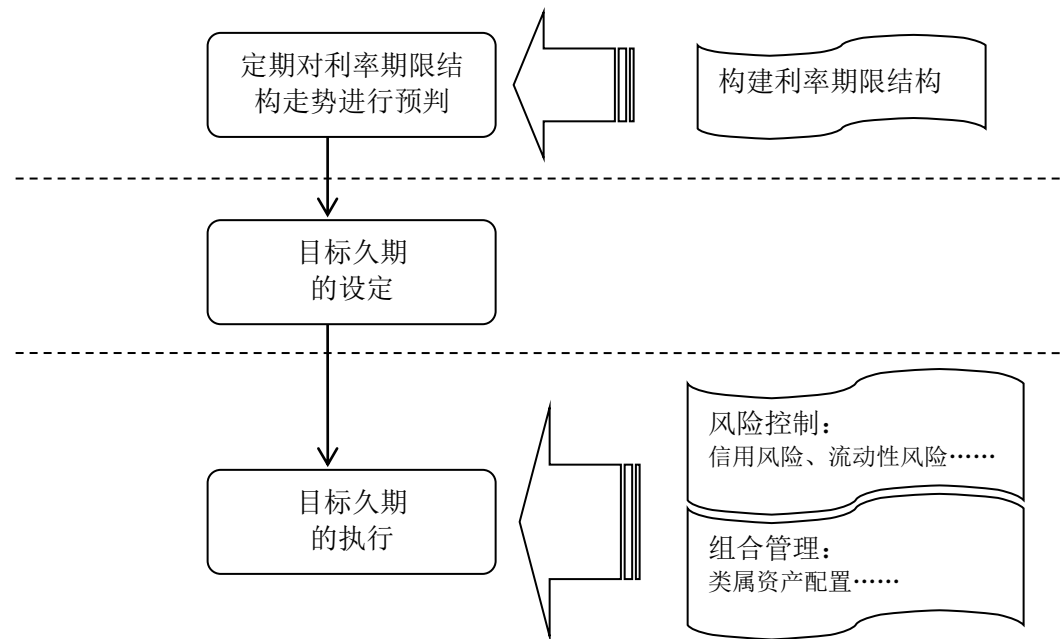 定期对利率期限结
构走势进行预判
构建利率期限结构
目标久期
的设定
目标久期
的执行
风险控制：
信用风险、流动性风险……
组合管理：
类属资产配置……